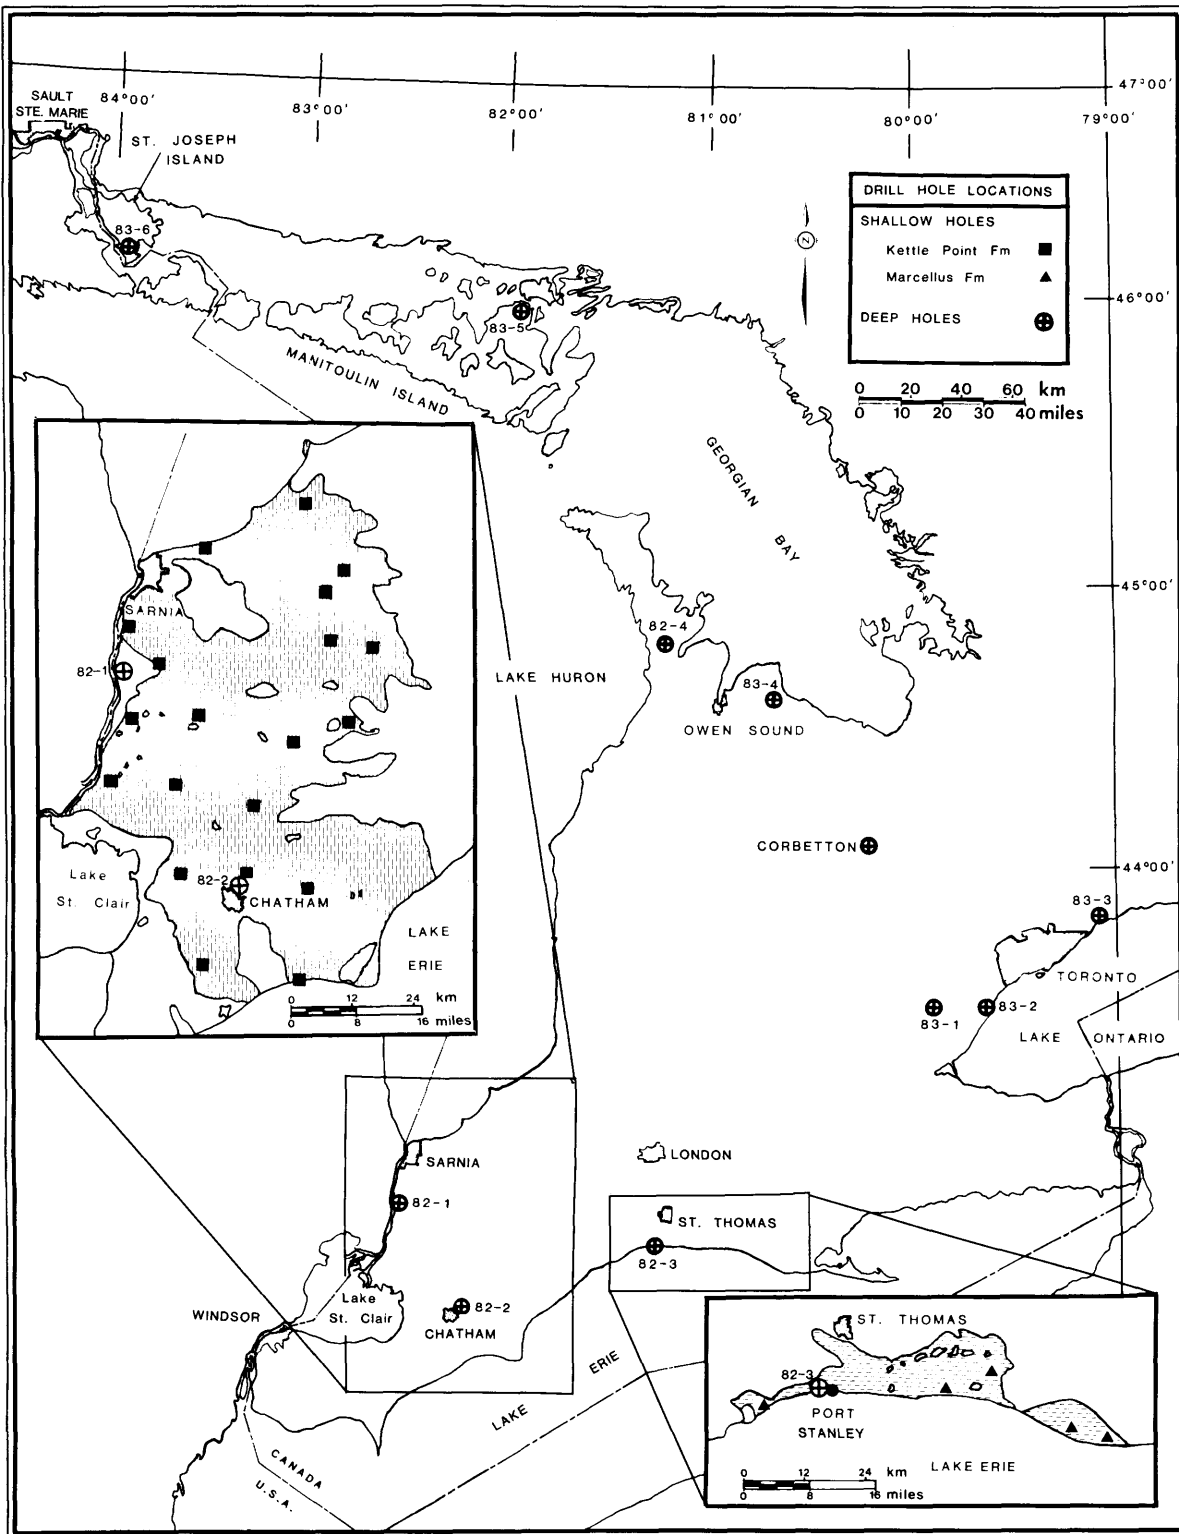 84°00'
83°00'
82°00'
81°00'
80°00'
79°00'
47°00'
SAULT
STE. MARIE
ST. JOSEPH
ISLAND
83-6
DRILL HOLE LOCATIONS
SHALLOW HOLES
Kettle Point Fm
Marcellus Fm
DEEP HOLES
N
46°00'
83-5
MANITOULIN ISLAND
0 20 40 60 km
0 10 20 30 40 miles
GEORGIAN
BAY
45°00'
SARNIA
82-1
82-4
LAKE HURON
83-4
OWEN SOUND
CORBETTON
44°00'
Lake
St. Clair
82-2
CHATHAM
LAKE
ERIE
0 12 24 km
0 8 16 miles
83-3
TORONTO
83-1
83-2
LAKE ONTARIO
SARNIA
LONDON
82-1
ST. THOMAS
82-3
WINDSOR
Lake
St. Clair
82-2
CHATHAM
LAKE ERIE
CANADA
U.S.A.
ST. THOMAS
82-3
PORT
STANLEY
LAKE ERIE
0 12 24 km
0 8 16 miles